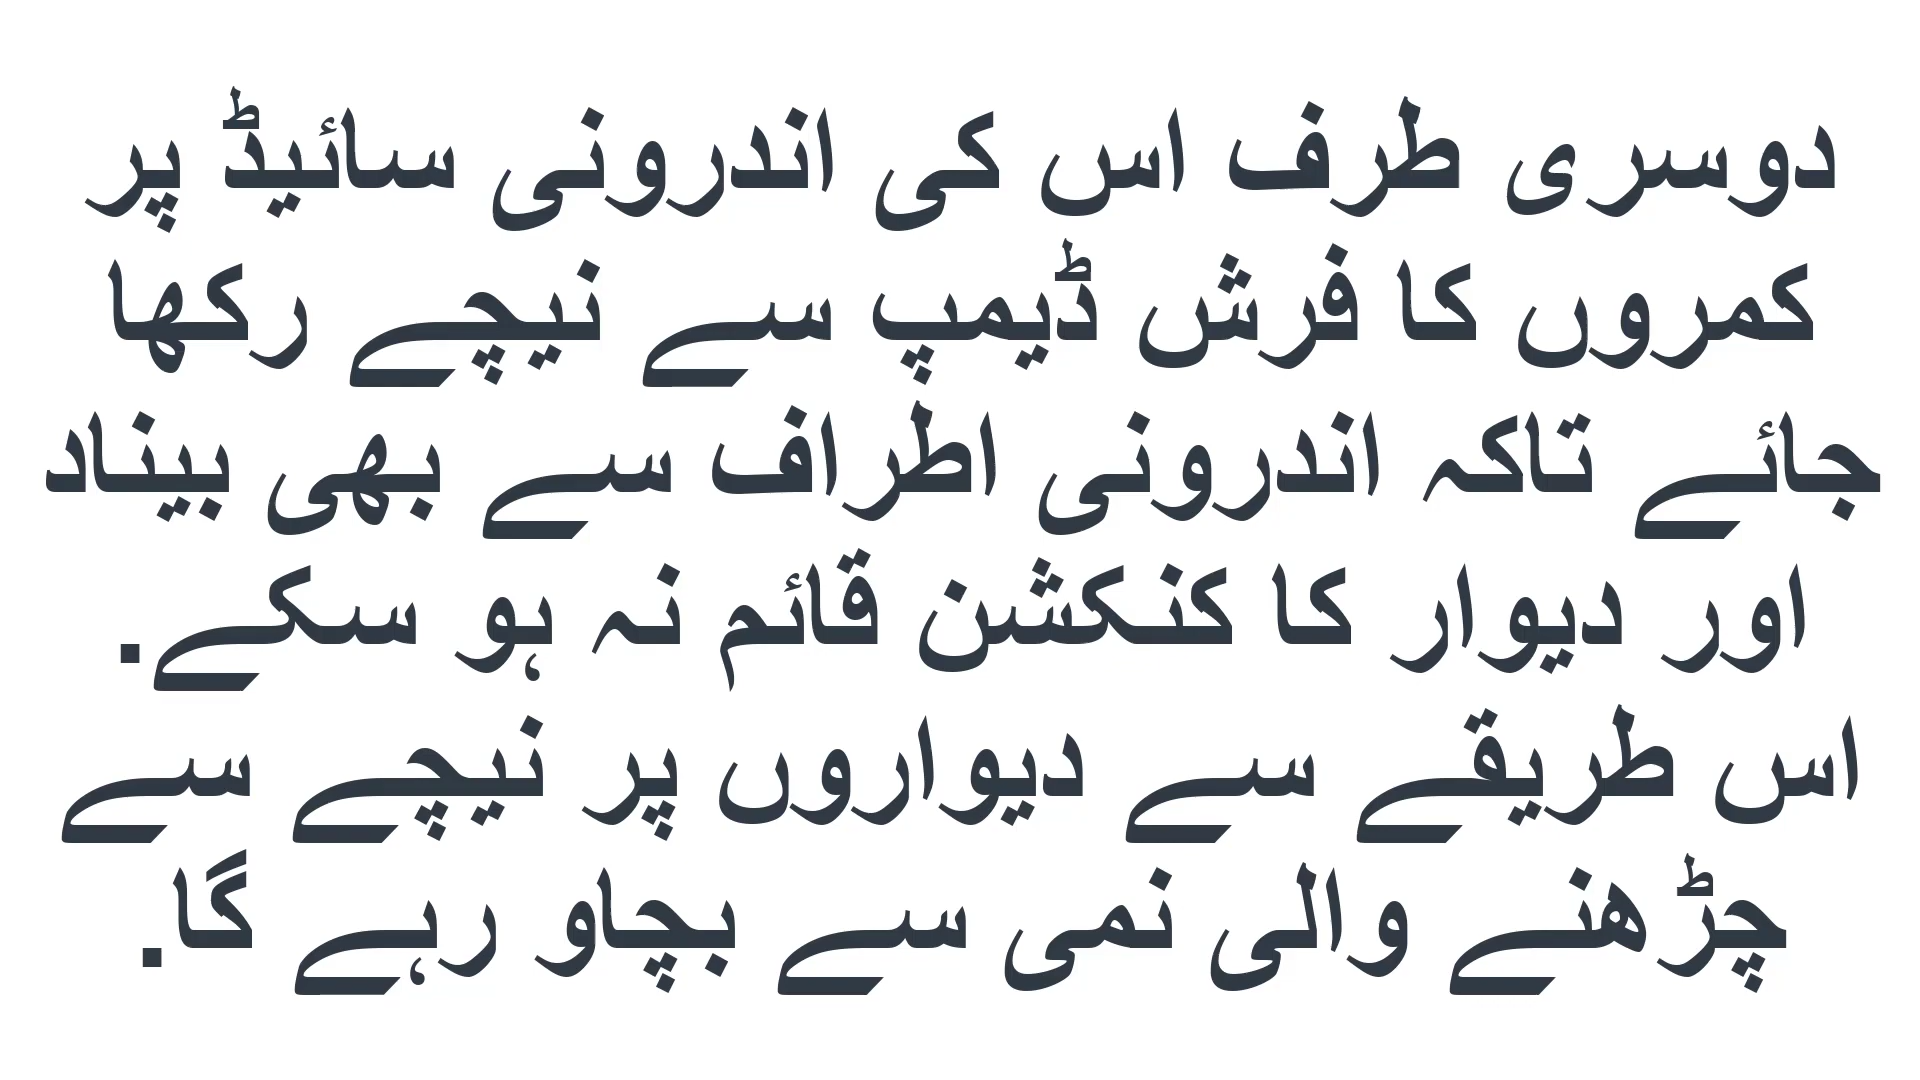 دوسری طرف اس کی اندرونی سائیڈ پر
کمروں کا فرش ڈیمپ سے نیچے رکھا
جائے تاکہ اندرونی اطراف سے بھی بیناد
اور دیوار کا کنکشن قائم نہ ہو سکے.
اس طریقے سے دیواروں پر نیچے سے
چڑھنے والی نمی سے بچاو رہے گا.